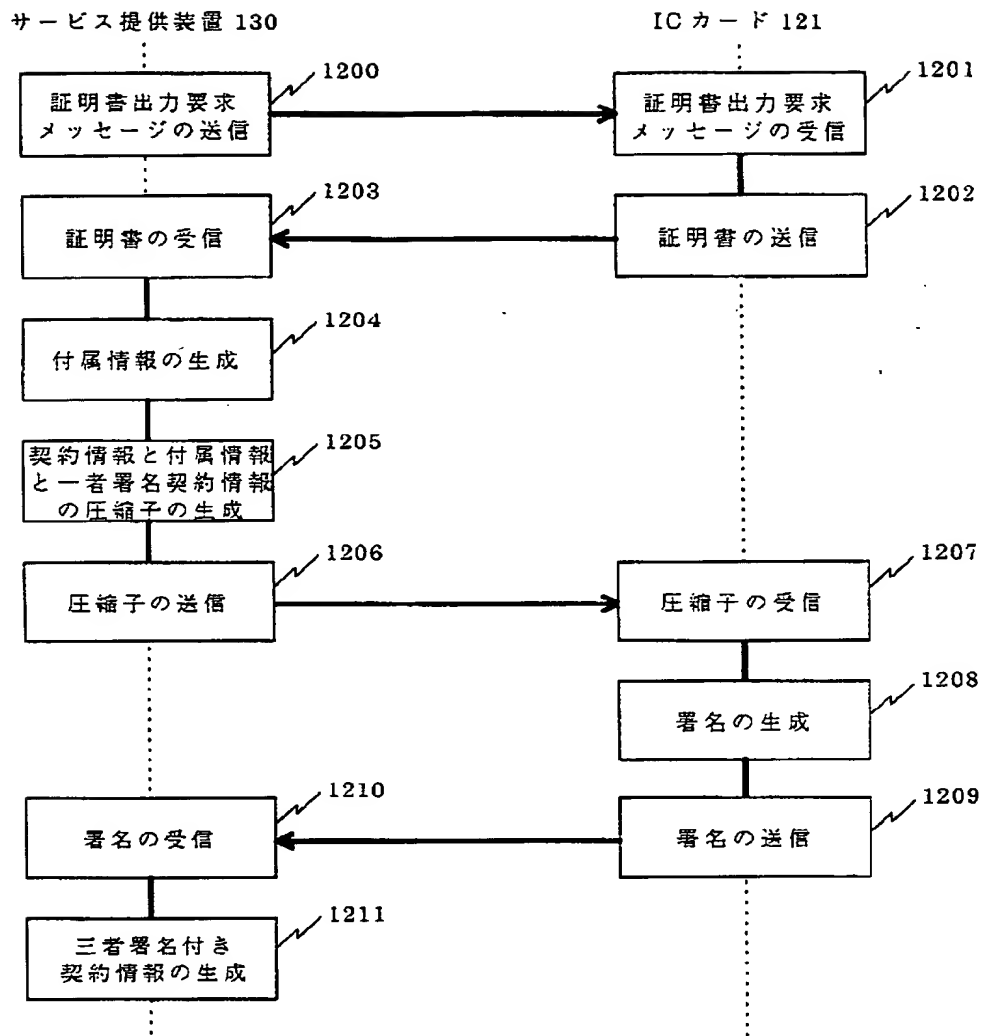 サービス提供装置 130
ICカード 121
1200
証明書出力要求
メッセージの送信
1201
証明書出力要求
メッセージの受信
1203
証明書の受信
1202
証明書の送信
1204
付属情報の生成
1205
契約情報と付属情報
と一者署名契約情報
の圧縮子の生成
1206
圧縮子の送信
1207
圧縮子の受信
1208
署名の生成
1210
署名の受信
1209
署名の送信
1211
三者署名付き
契約情報の生成